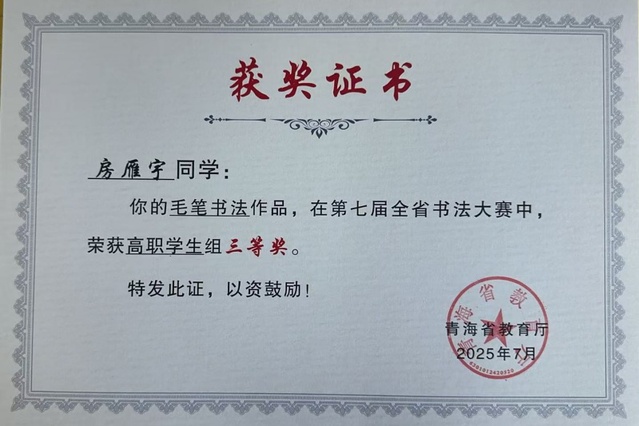 获奖证书
房雁宇同学：
你的毛笔书法作品，在第七届全省书法大赛中，
荣获高职学生组三等奖。
特发此证，以资鼓励！
青海省教育厅
2025年7月